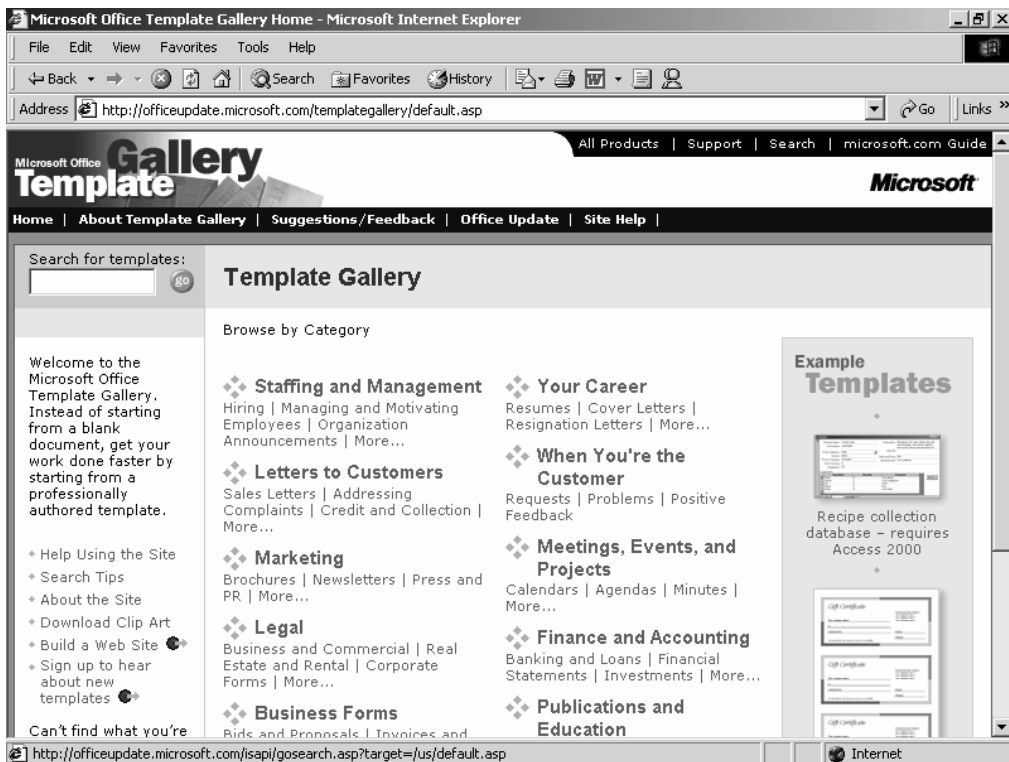 Microsoft Office Template Gallery Home - Microsoft Internet Explorer
File Edit View Favorites Tools Help
Back Search Favorites History
Address http://officeupdate.microsoft.com/templategallery/default.asp Go Links »
All Products | Support | Search | microsoft.com Guide
Microsoft Office Template Gallery
Microsoft
Home | About Template Gallery | Suggestions/Feedback | Office Update | Site Help |
Search for templates:
go
Welcome to the
Microsoft Office
Template Gallery.
Instead of starting
from a blank
document, get your
work done faster by
starting from a
professionally
authored template.
Help Using the Site
Search Tips
About the Site
Download Clip Art
Build a Web Site
Sign up to hear
about new
templates
Can't find what you're
Template Gallery
Browse by Category
Staffing and Management
Hiring | Managing and Motivating
Employees | Organization
Announcements | More...
Letters to Customers
Sales Letters | Addressing
Complaints | Credit and Collection |
More...
Marketing
Brochures | Newsletters | Press and
PR | More...
Legal
Business and Commercial | Real
Estate and Rental | Corporate
Forms | More...
Business Forms
Bids and Proposals | Invoices and
Your Career
Resumes | Cover Letters |
Resignation Letters | More...
When You're the
Customer
Requests | Problems | Positive
Feedback
Meetings, Events, and
Projects
Calendars | Agendas | Minutes |
More...
Finance and Accounting
Banking and Loans | Financial
Statements | Investments | More...
Publications and
Education
Example
Templates
Recipe collection
database – requires
Access 2000
Gift Certificate
Gift Certificate
Gift Certificate
http://officeupdate.microsoft.com/isapi/gosearch.asp?target=/us/default.asp
Internet